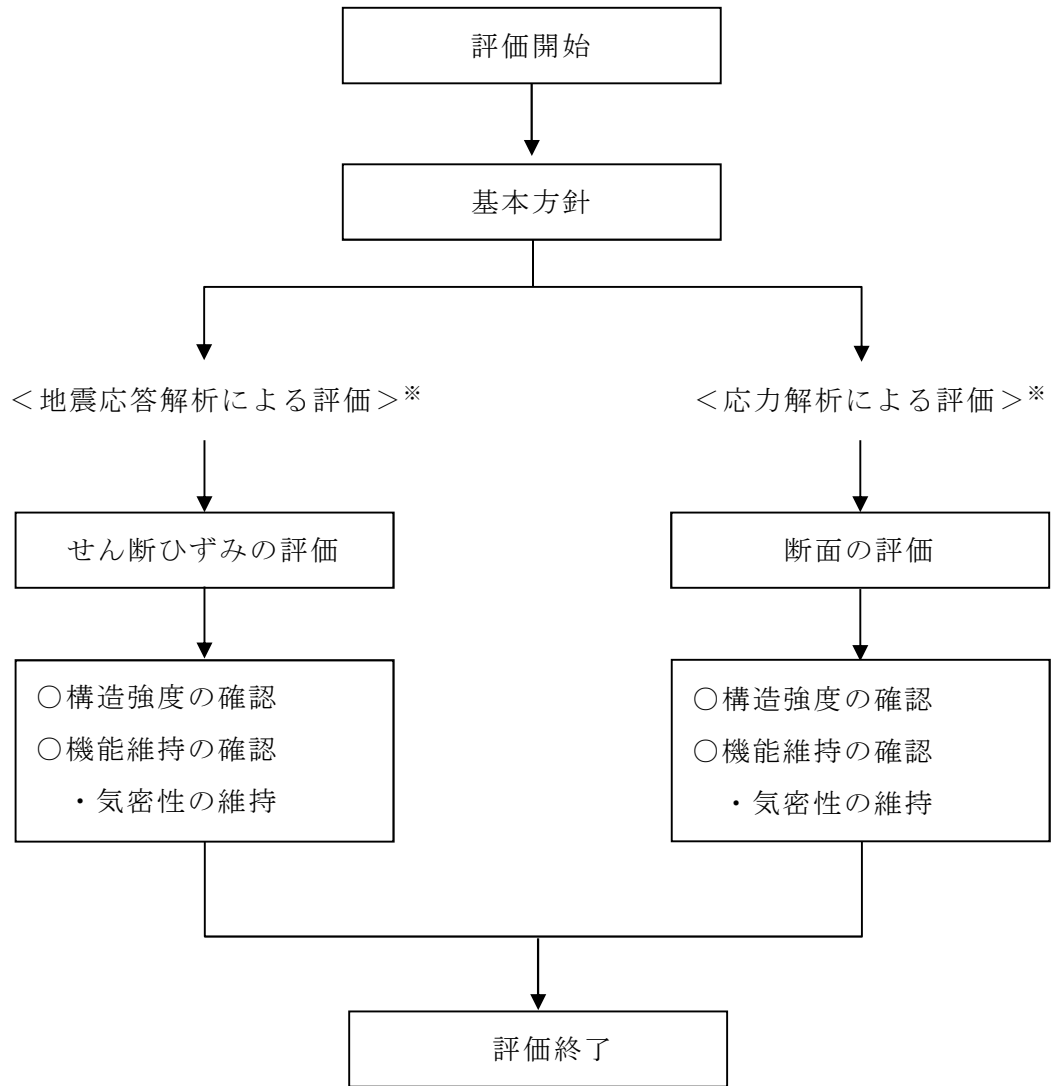 評価開始
基本方針
＜地震応答解析による評価＞※
＜応力解析による評価＞※
せん断ひずみの評価
断面の評価
○構造強度の確認
○機能維持の確認
・気密性の維持
○構造強度の確認
○機能維持の確認
・気密性の維持
評価終了